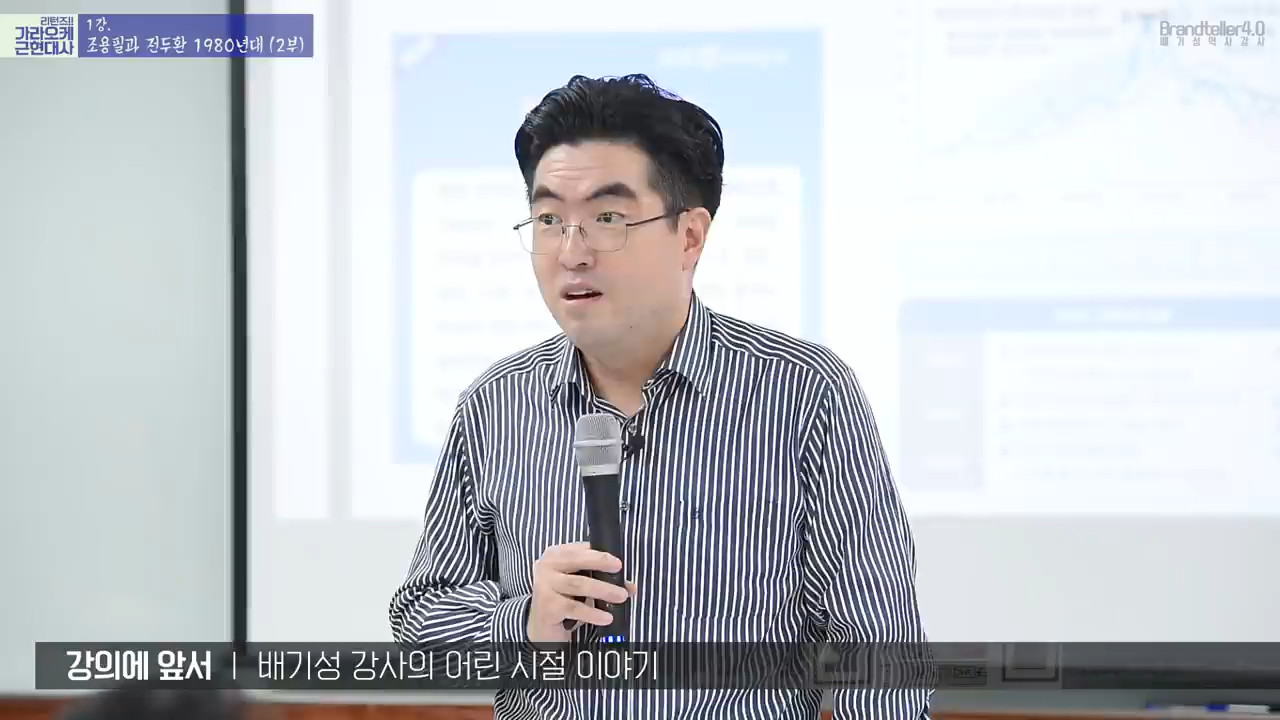 리턴즈!!
가라오케
근현대사
1강.
조용필과 전두환 1980년대 (2부)
Brandteller4.0
배기성역사강사
강의에 앞서 | 배기성 강사의 어린 시절 이야기